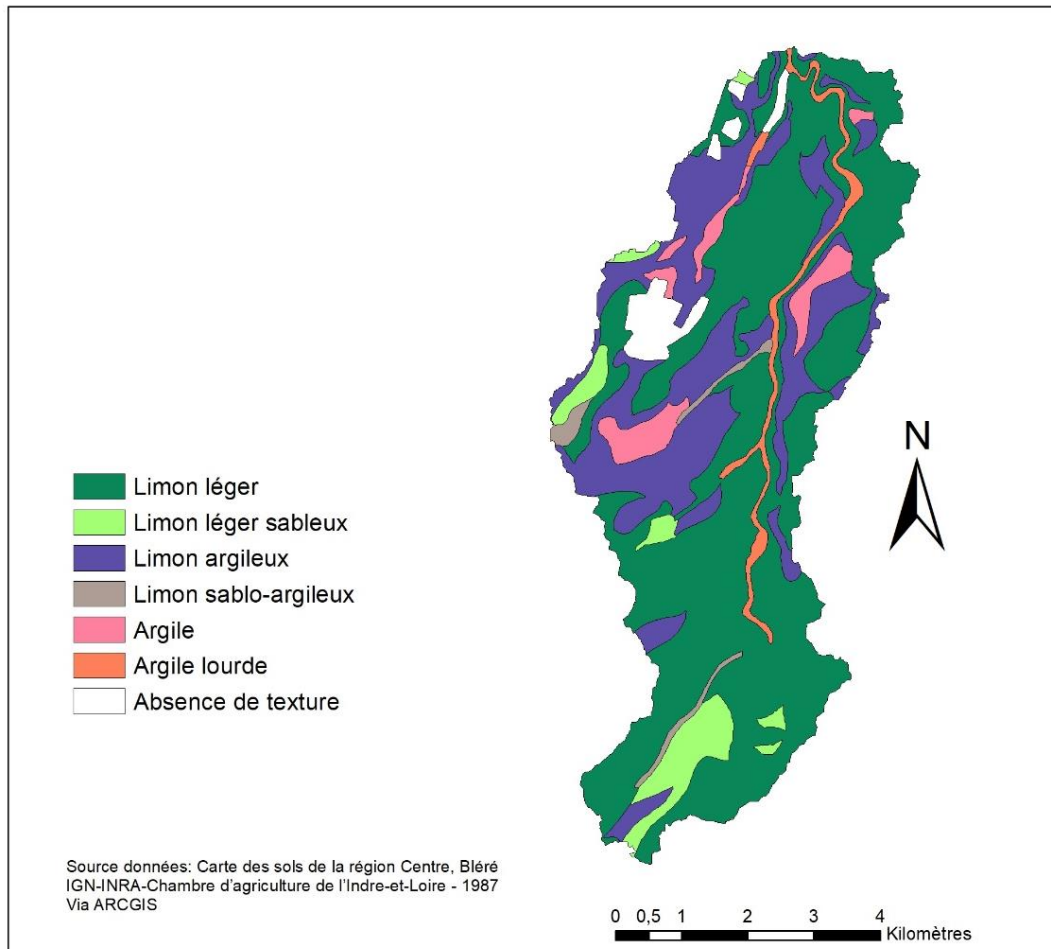 N
Limon léger
Limon léger sableux
Limon argileux
Limon sablo-argileux
Argile
Argile lourde
Absence de texture
Source données: Carte des sols de la région Centre, Bléré
IGN-INRA-Chambre d'agriculture de l'Indre-et-Loire - 1987
Via ARCGIS
0 0,5 1 2 3 4
Kilomètres